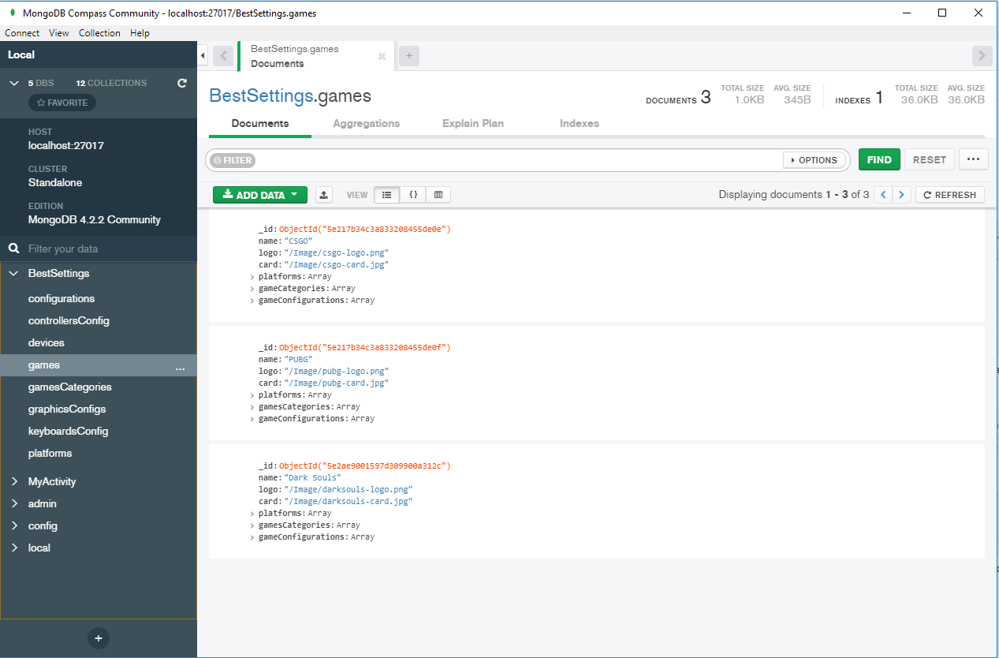 MongoDB Compass Community - localhost:27017/BestSettings.games
Connect View Collection Help
Local
5 DBS 12 COLLECTIONS
FAVORITE
HOST
localhost:27017
CLUSTER
Standalone
EDITION
MongoDB 4.2.2 Community
Filter your data
BestSettings
configurations
controllersConfig
devices
games ...
gamesCategories
graphicsConfigs
keyboardsConfig
platforms
MyActivity
admin
config
local
+
BestSettings.games
Documents
+
BestSettings.games
DOCUMENTS 3 TOTAL SIZE 1.0KB AVG. SIZE 345B INDEXES 1 TOTAL SIZE 36.0KB AVG. SIZE 36.0KB
Documents Aggregations Explain Plan Indexes
FILTER OPTIONS FIND RESET ...
ADD DATA VIEW {} Displaying documents 1 - 3 of 3 REFRESH
_id: ObjectId("5e217b34c3a833208455de0e")
name: "CSGO"
logo: "/Image/csgo-logo.png"
card: "/Image/csgo-card.jpg"
platforms: Array
gameCategories: Array
gameConfigurations: Array
_id: ObjectId("5e217b34c3a833208455de0f")
name: "PUBG"
logo: "/Image/pubg-logo.png"
card: "/Image/pubg-card.jpg"
platforms: Array
gamesCategories: Array
gameConfigurations: Array
_id: ObjectId("5e2ae9001597d309900a312c")
name: "Dark Souls"
logo: "/Image/darksouls-logo.png"
card: "/Image/darksouls-card.jpg"
platforms: Array
gamesCategories: Array
gameConfigurations: Array